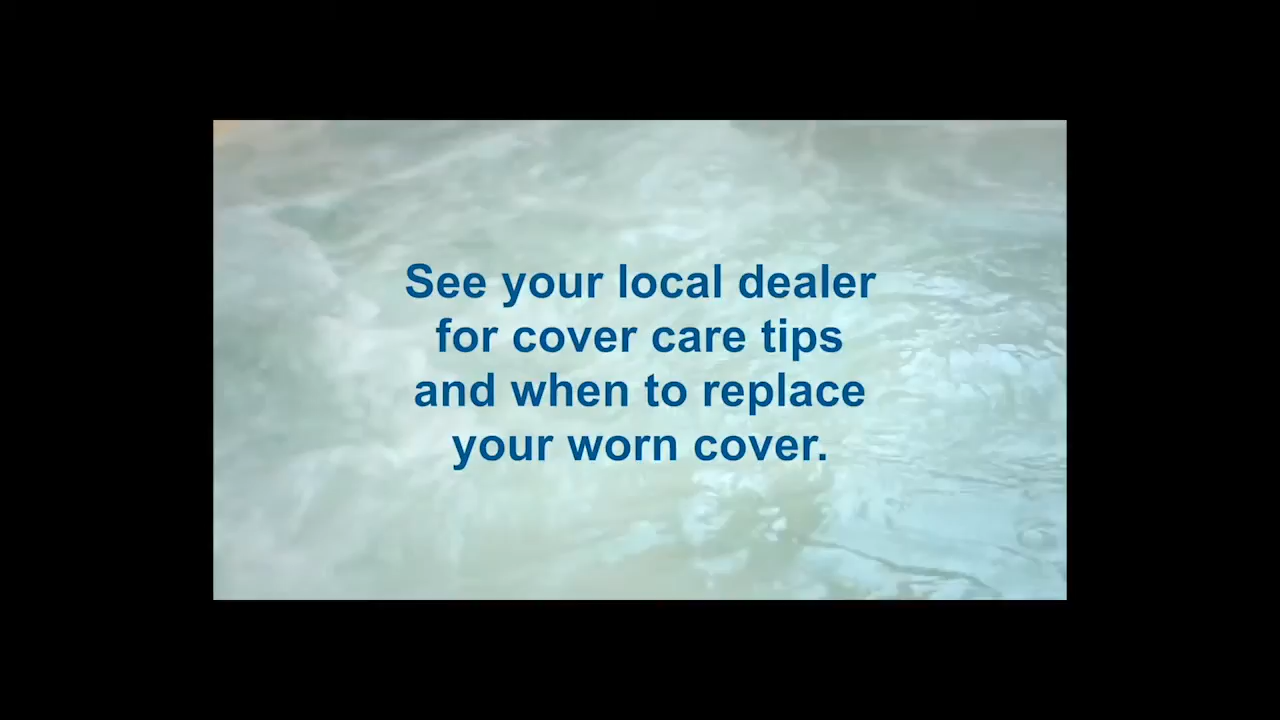 See your local dealer
for cover care tips
and when to replace
your worn cover.